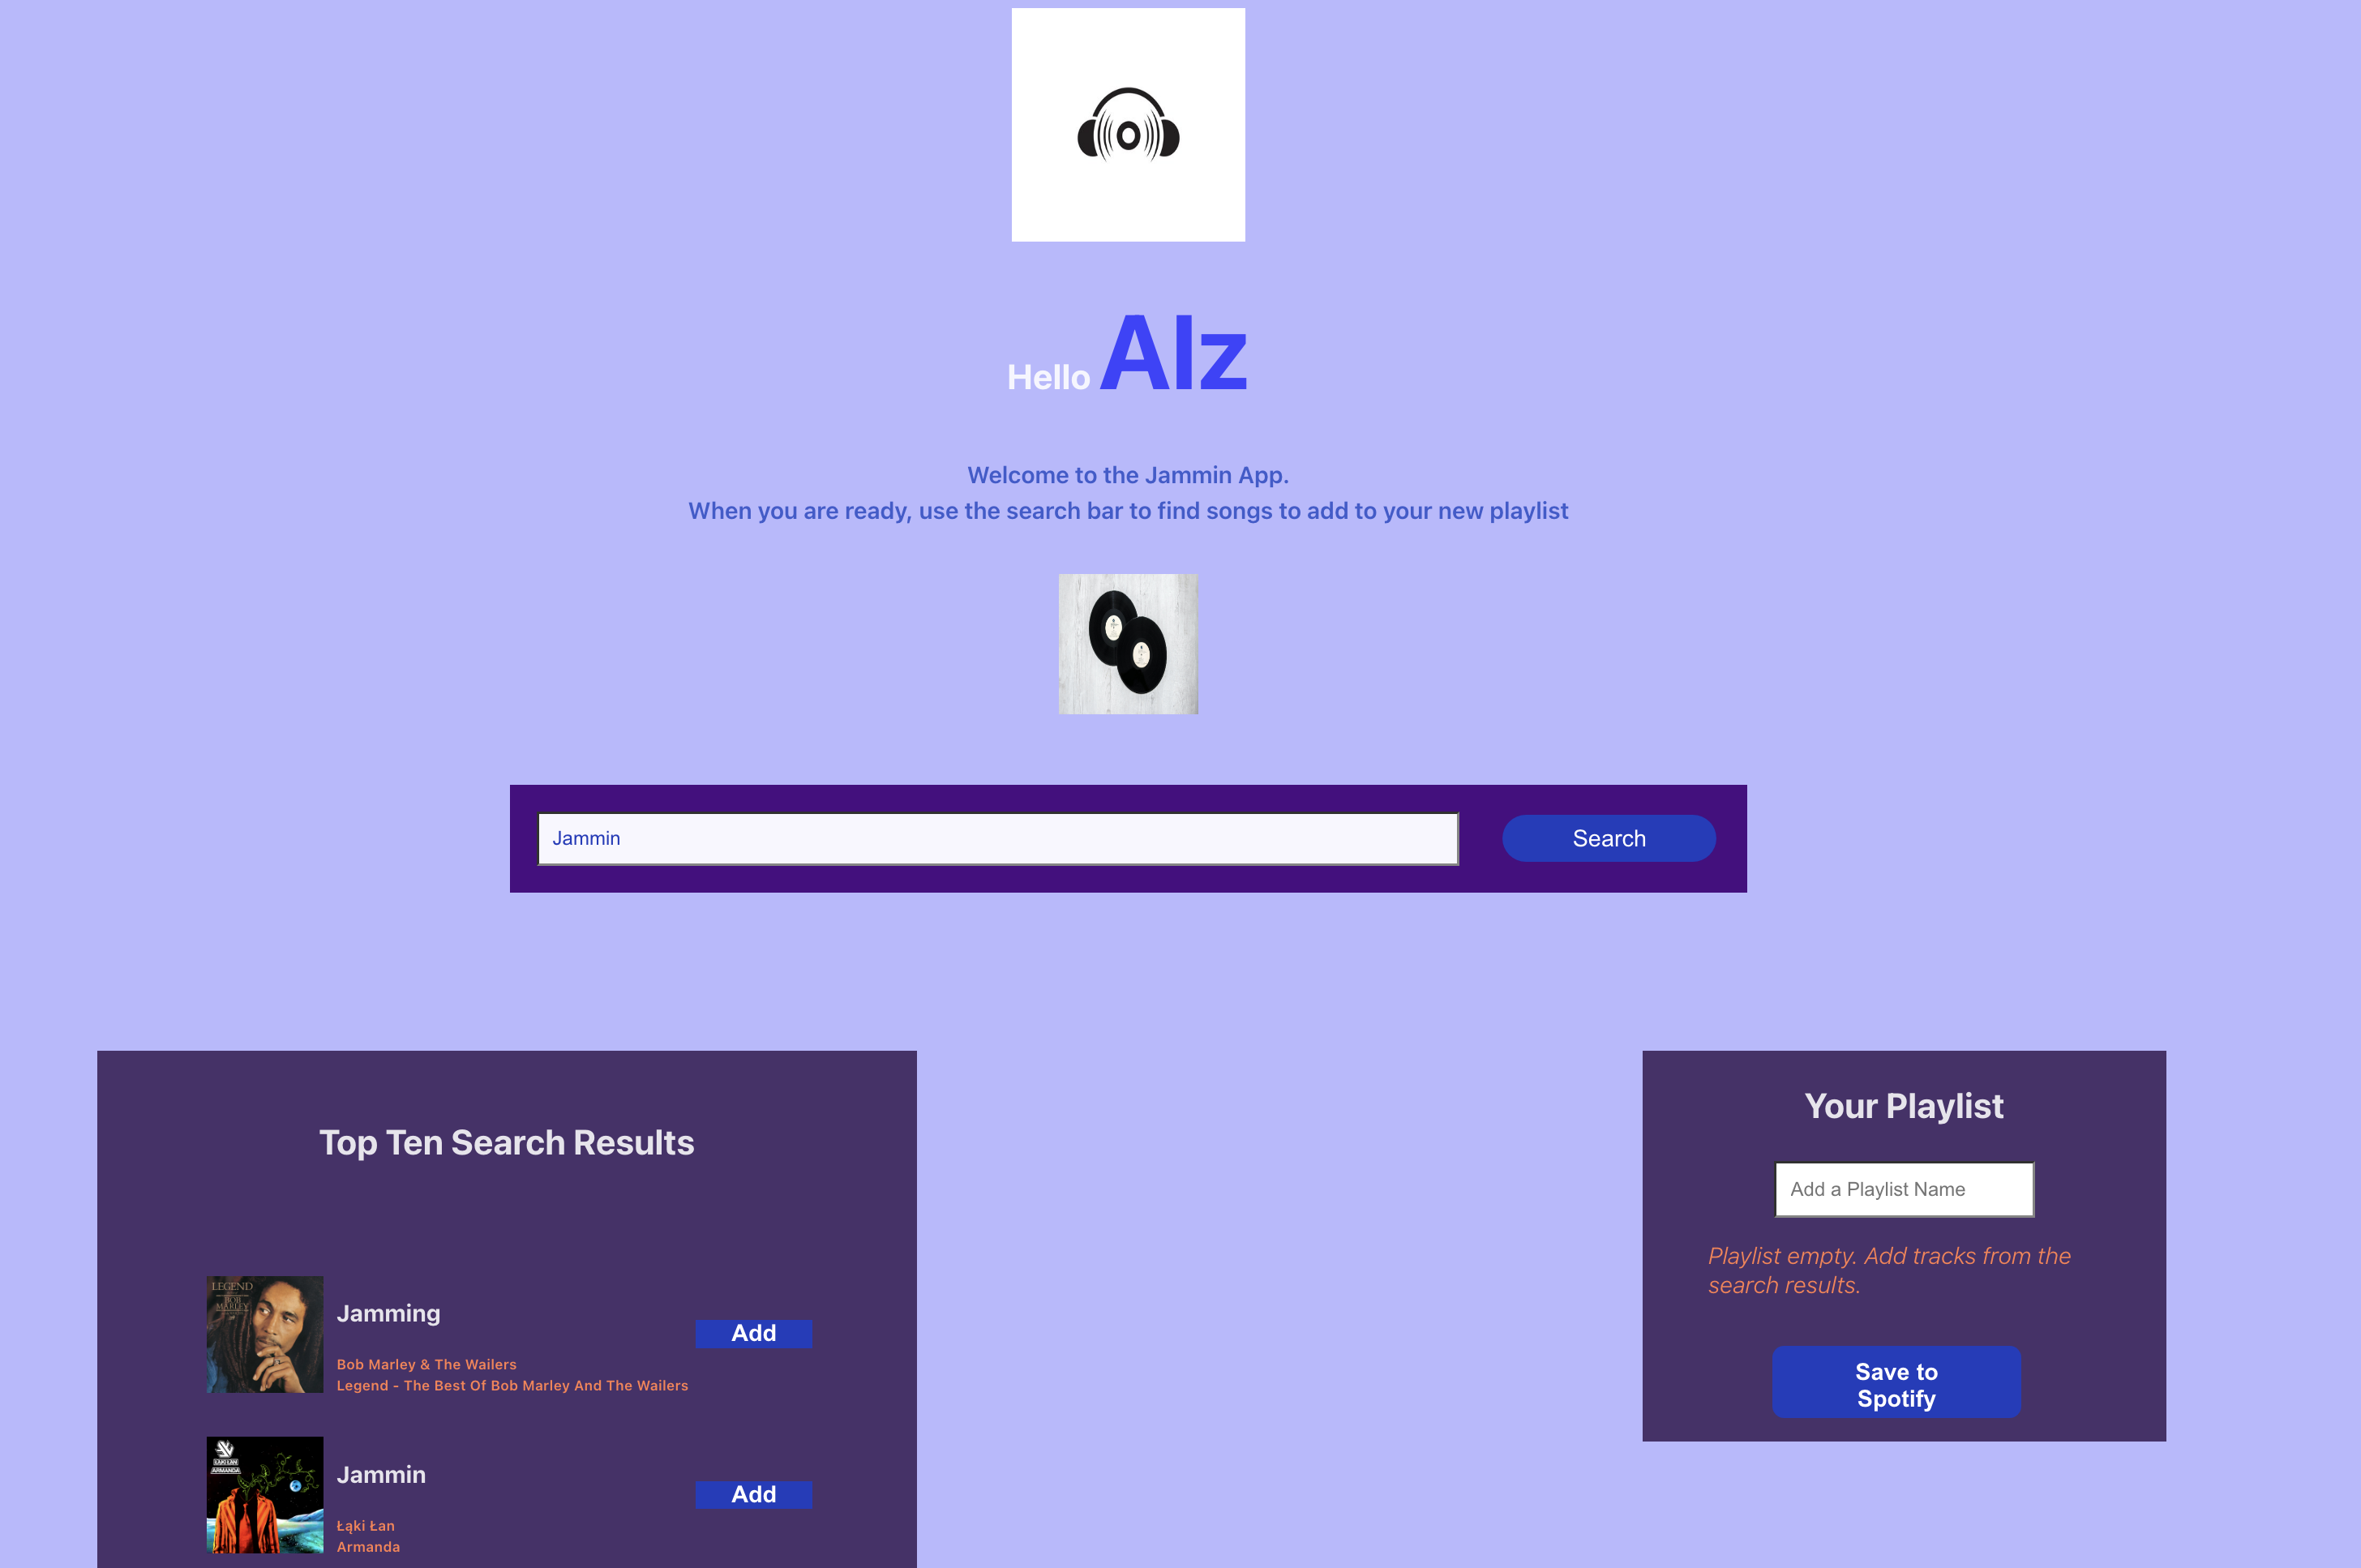 Hello Alz
Welcome to the Jammin App.
When you are ready, use the search bar to find songs to add to your new playlist
Jammin
Search
Top Ten Search Results
LEGEND
BOB
MARLEY
Jamming
Bob Marley & The Wailers
Legend - The Best Of Bob Marley And The Wailers
Add
ŁĄKI ŁAN
ARMANDA
Jammin
Łąki Łan
Armanda
Add
Your Playlist
Add a Playlist Name
Playlist empty. Add tracks from the
search results.
Save to
Spotify